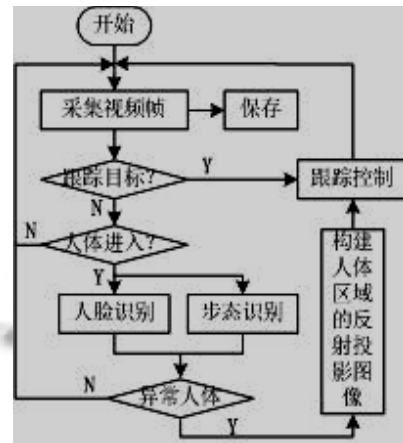 开始
采集视频帧
保存
跟踪目标?
Y
跟踪控制
N
N
人体进入?
Y
人脸识别
步态识别
构建人体区域的反射投影图像
N
异常人体
Y